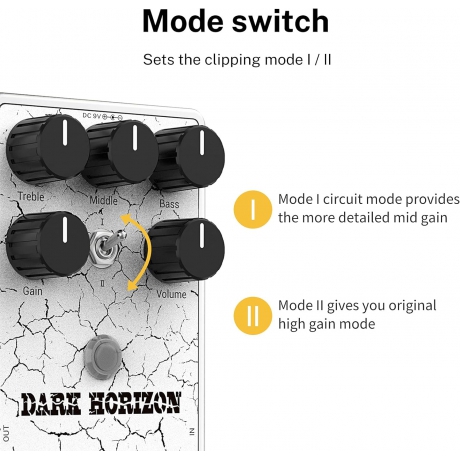 Mode switch
Sets the clipping mode I / II
DC 9V
Treble
Middle
Bass
I
I
Mode I circuit mode provides
the more detailed mid gain
Gain
II
Volume
II
Mode II gives you original
high gain mode
DARK HORIZON
OUT
IN